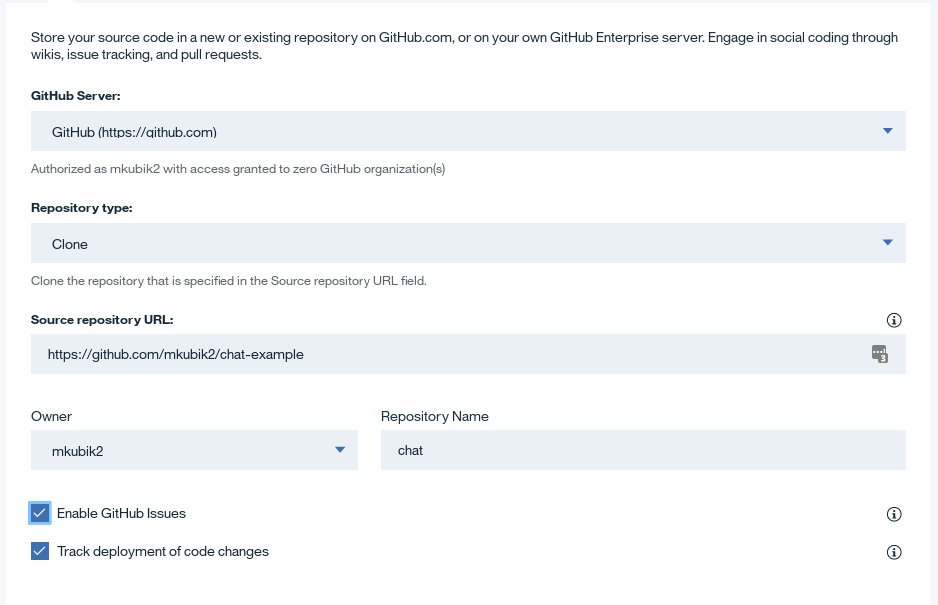 Store your source code in a new or existing repository on GitHub.com, or on your own GitHub Enterprise server. Engage in social coding through
wikis, issue tracking, and pull requests.
GitHub Server:
GitHub (https://github.com)
Authorized as mkubik2 with access granted to zero GitHub organization(s)
Repository type:
Clone
Clone the repository that is specified in the Source repository URL field.
Source repository URL:
https://github.com/mkubik2/chat-example
3
Owner
Repository Name
mkubik2
chat
Enable GitHub Issues
Track deployment of code changes